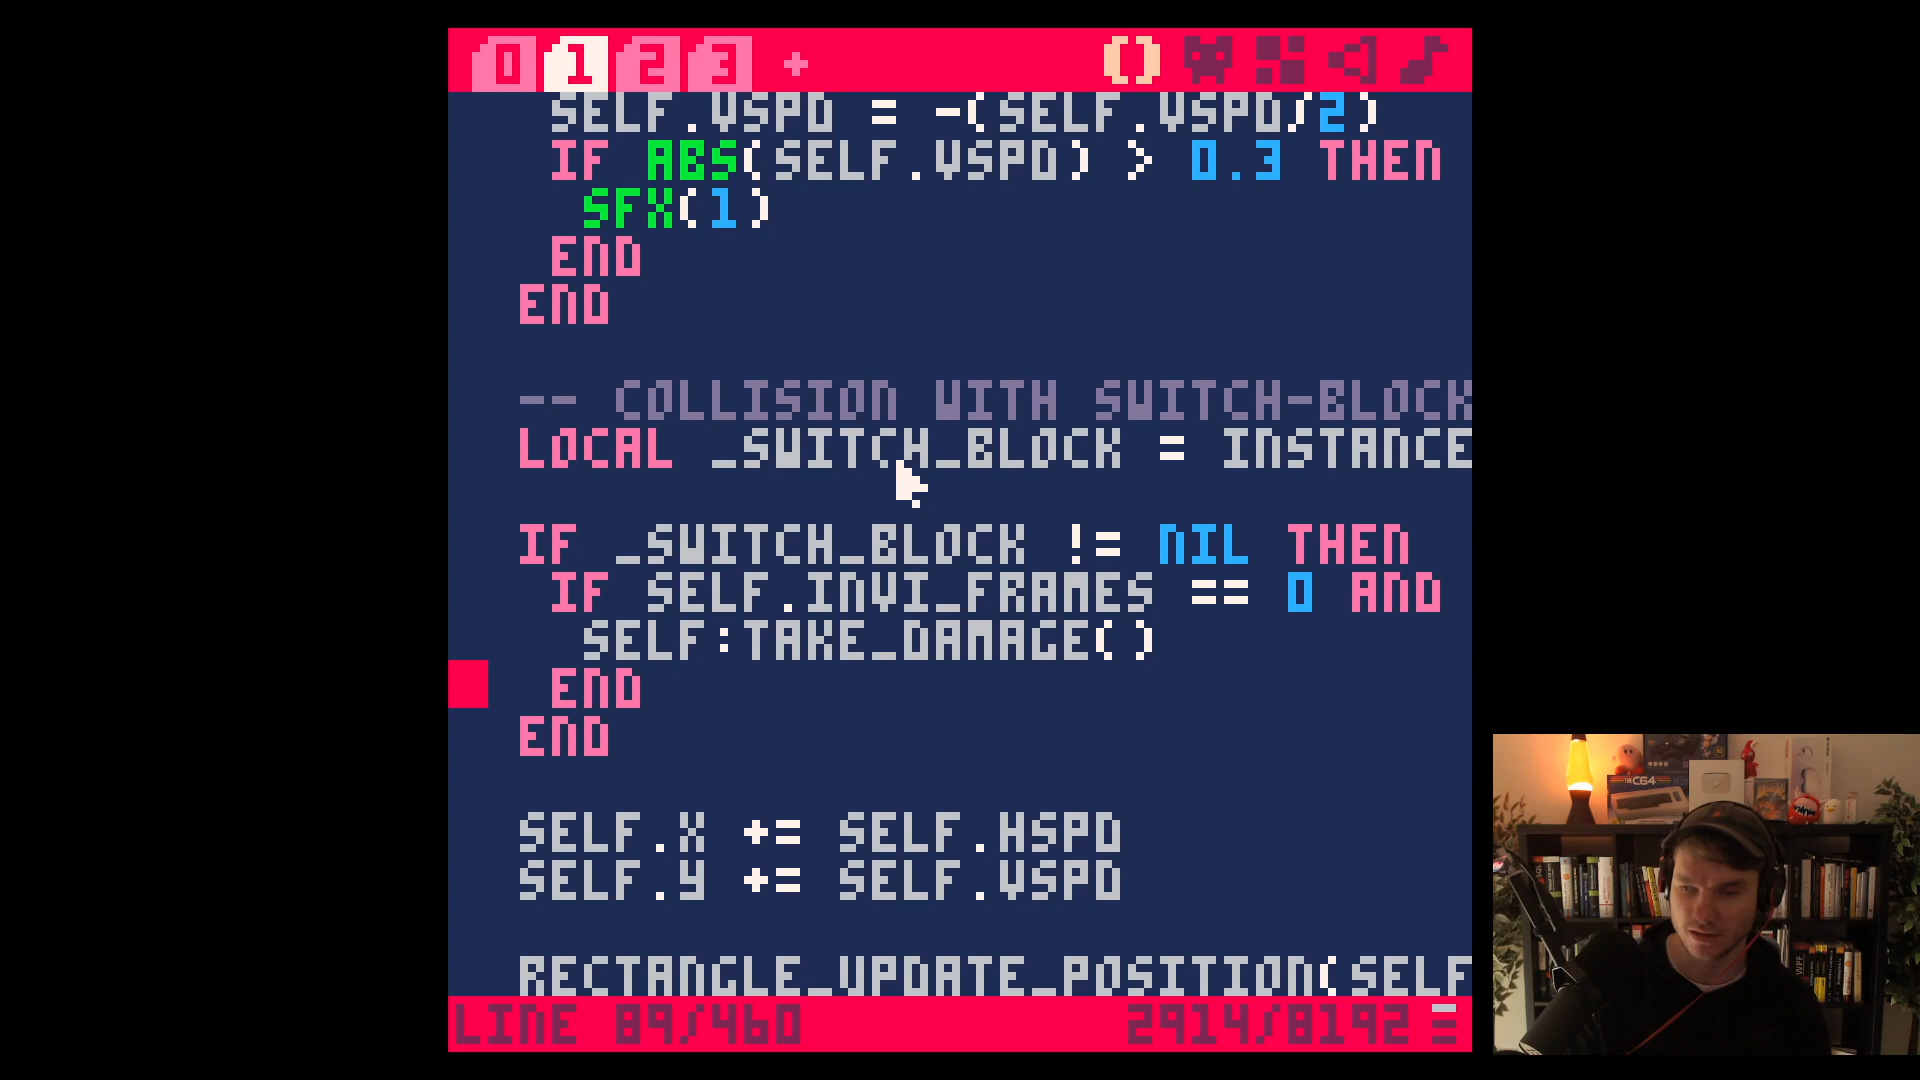 0 1 2 3 +
SELF.VSPD = -(SELF.VSPD/2)
IF ABS(SELF.VSPD) > 0.3 THEN
SFX(1)
END
END
-- COLLISION WITH SWITCH-BLOCK
LOCAL _SWITCH_BLOCK = INSTANCE
IF _SWITCH_BLOCK != NIL THEN
IF SELF.INVI_FRAMES == 0 AND
SELF:TAKE_DAMAGE()
END
END
SELF.X += SELF.HSPD
SELF.Y += SELF.VSPD
RECTANGLE_UPDATE_POSITION(SELF
LINE 89/460 2914/8192
THE C64